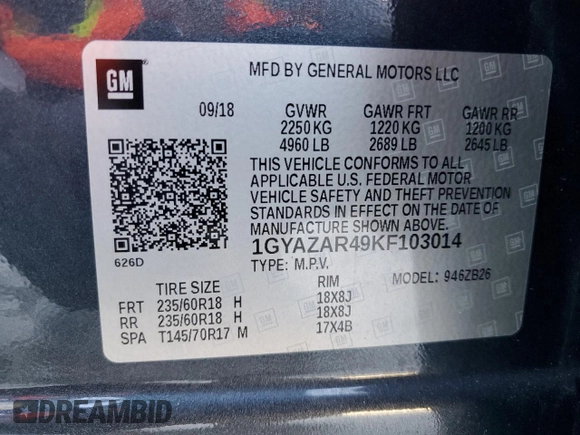 GM
MFD BY GENERAL MOTORS LLC
09/18 GVWR GAWR FRT GAWR RR
2250 KG 1220 KG 1200 KG
4960 LB 2689 LB 2645 LB
THIS VEHICLE CONFORMS TO ALL
APPLICABLE U.S. FEDERAL MOTOR
VEHICLE SAFETY AND THEFT PREVENTION
STANDARDS IN EFFECT ON THE DATE OF
MANUFACTURE SHOWN ABOVE.
626D
1GYAZAR49KF103014
TYPE: M.P.V. MODEL: 946ZB26
TIRE SIZE RIM
FRT 235/60R18 H 18X8J
RR 235/60R18 H 18X8J
SPA T145/70R17 M 17X4B
DREAMBID